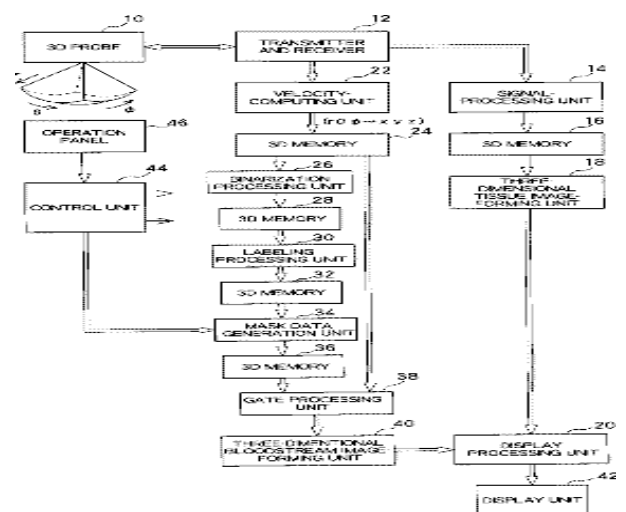 10
3D PROBE
12
TRANSMITTER
AND RECEIVER
θ
φ
22
VELOCITY-
COMPUTING UNIT
14
SIGNAL-
PROCESSING UNIT
46
OPERATION
PANEL
(r θ φ → x y z)
24
3D MEMORY
16
3D MEMORY
26
BINARIZATION
PROCESSING UNIT
18
THREE-
DIMENSIONAL
TISSUE IMAGE-
FORMING UNIT
44
CONTROL UNIT
28
3D MEMORY
30
LABELING
PROCESSING UNIT
32
3D MEMORY
34
MASK DATA
GENERATION UNIT
36
3D MEMORY
38
GATE PROCESSING
UNIT
40
THREE-DIMENTIONAL
BLOODSTREAM IMAGE-
FORMING UNIT
20
DISPLAY
PROCESSING UNIT
42
DISPLAY UNIT